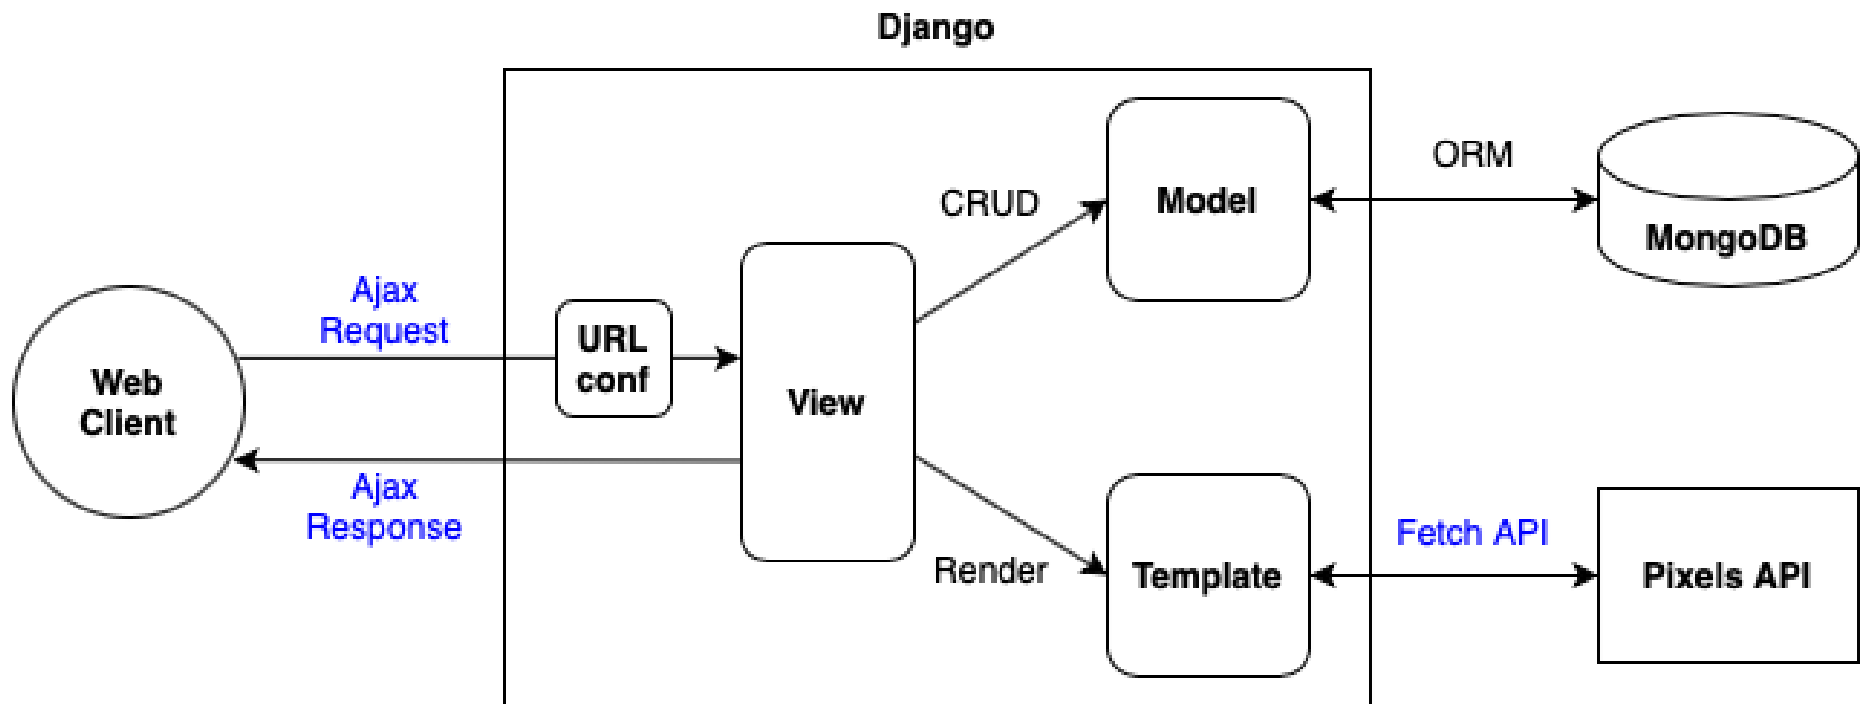 Django
Ajax
Request
Web
Client
Ajax
Response
URL
conf
View
CRUD
Render
Model
Template
ORM
MongoDB
Fetch API
Pixels API